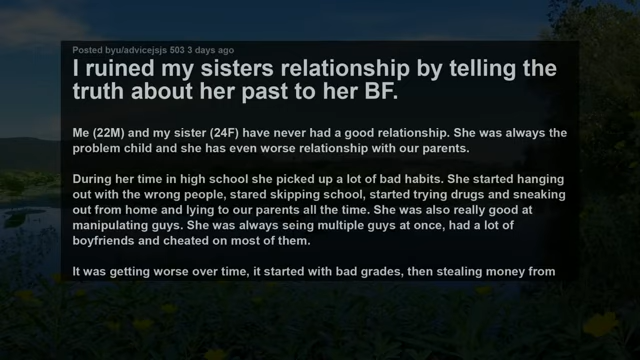 Posted byu/advicejsjs 503 3 days ago
I ruined my sisters relationship by telling the
truth about her past to her BF.
Me (22M) and my sister (24F) have never had a good relationship. She was always the
problem child and she has even worse relationship with our parents.
During her time in high school she picked up a lot of bad habits. She started hanging
out with the wrong people, stared skipping school, started trying drugs and sneaking
out from home and lying to our parents all the time. She was also really good at
manipulating guys. She was always seing multiple guys at once, had a lot of
boyfriends and cheated on most of them.
It was getting worse over time, it started with bad grades, then stealing money from